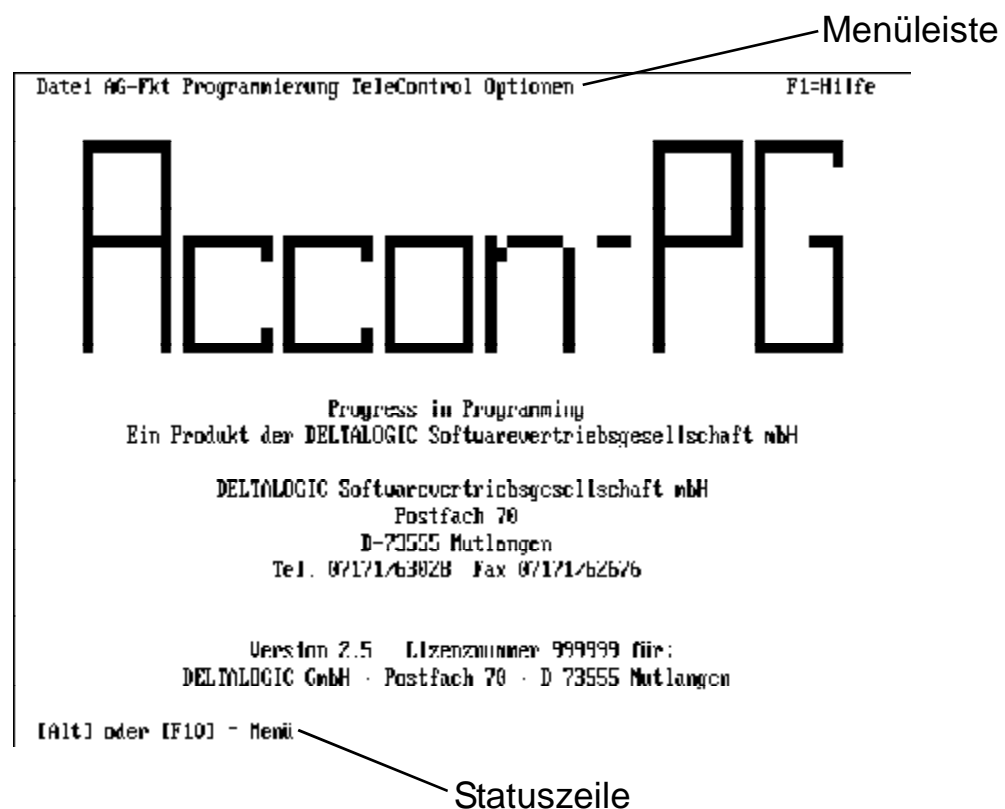 Menüleiste
Datei AG-Fkt Programmierung TeleControl Optionen F1=Hilfe
Accon-PG
Progress in Programming
Ein Produkt der DELTALOGIC Softwarevertriebsgesellschaft mbH
DELTALOGIC Softwarevertriebsgesellschaft mbH
Postfach 70
D-73555 Mutlangen
Tel. 07171/63028 Fax 07171/62676
Version 2.5 Lizenznummer 999999 für:
DELTALOGIC GmbH · Postfach 70 · D 73555 Mutlangen
[Alt] oder [F10] - Menü
Statuszeile